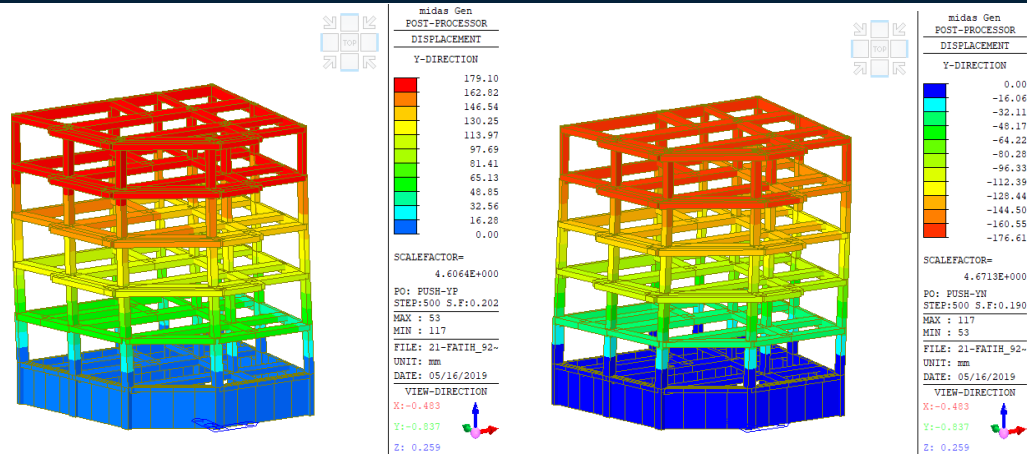 TOP
midas Gen
POST-PROCESSOR
DISPLACEMENT
Y-DIRECTION
179.10
162.82
146.54
130.25
113.97
97.69
81.41
65.13
48.85
32.56
16.28
0.00
SCALEFACTOR=
4.6064E+000
PO: PUSH-YP
STEP:500 S.F:0.202
MAX : 53
MIN : 117
FILE: 21-FATIH_92~
UNIT: mm
DATE: 05/16/2019
VIEW-DIRECTION
X:-0.483
Y:-0.837
Z: 0.259
TOP
midas Gen
POST-PROCESSOR
DISPLACEMENT
Y-DIRECTION
0.00
-16.06
-32.11
-48.17
-64.22
-80.28
-96.33
-112.39
-128.44
-144.50
-160.55
-176.61
SCALEFACTOR=
4.6713E+000
PO: PUSH-YN
STEP:500 S.F:0.190
MAX : 117
MIN : 53
FILE: 21-FATIH_92~
UNIT: mm
DATE: 05/16/2019
VIEW-DIRECTION
X:-0.483
Y:-0.837
Z: 0.259